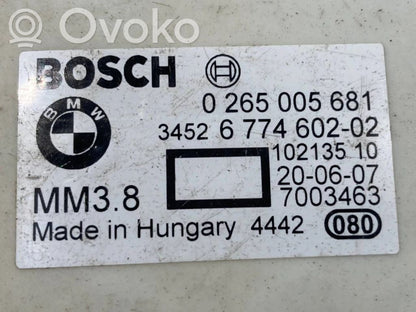 Ovoko
BOSCH
BMW
0 265 005 681
3452 6 774 602-02
102135 10
20-06-07
MM3.8 7003463
Made in Hungary 4442 080